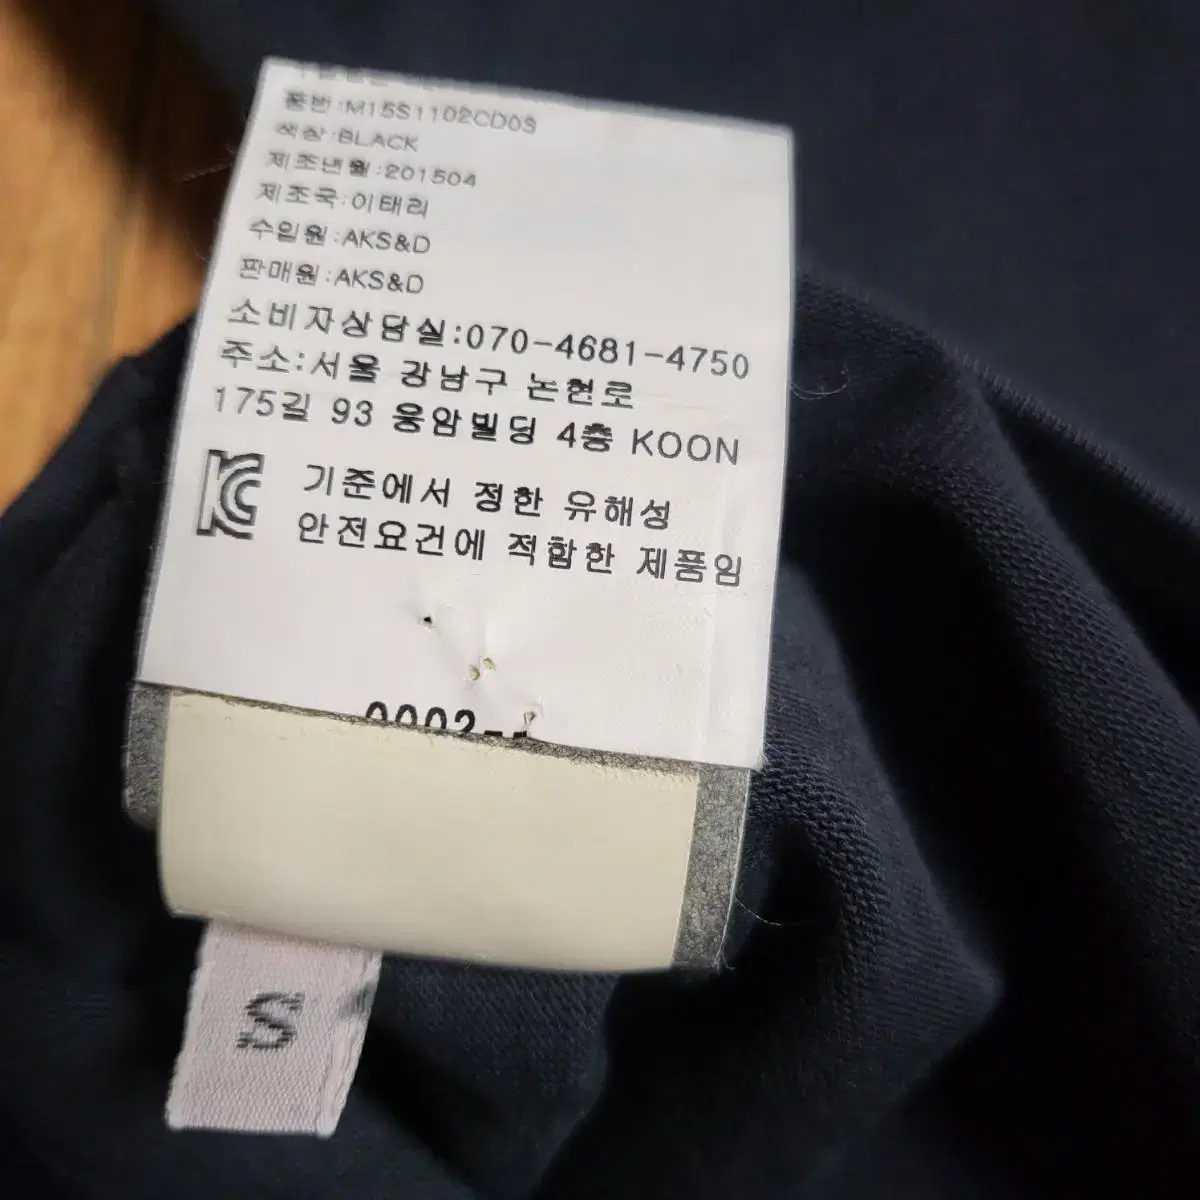 품번:M15S1102CD03
색상:BLACK
제조년월:201504
제조국:이태리
수입원:AKS&D
판매원:AKS&D
소비자상담실:070-4681-4750
주소:서울 강남구 논현로
175길 93 웅암빌딩 4층 KOON
KC
기준에서 정한 유해성
안전요건에 적합한 제품임
0002-
S